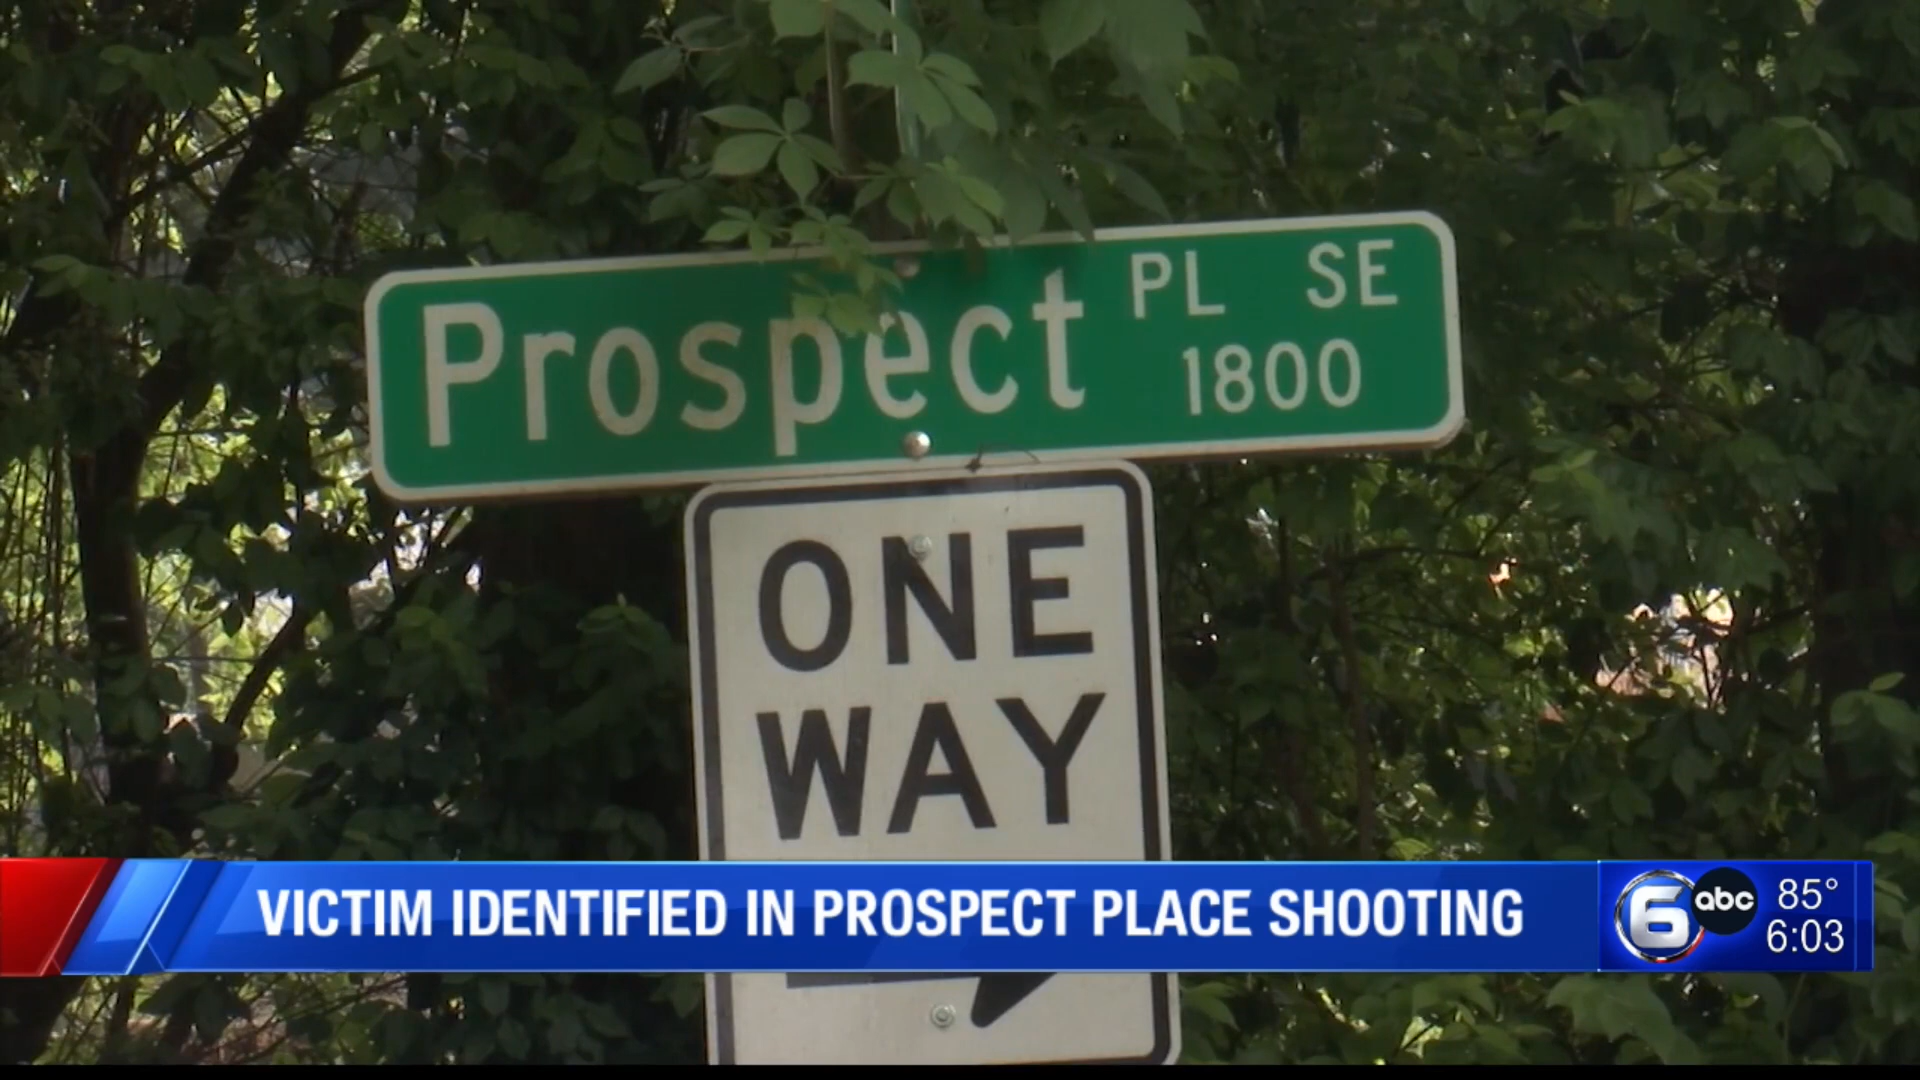 Prospect PL SE
1800
ONE
WAY
VICTIM IDENTIFIED IN PROSPECT PLACE SHOOTING
6 abc 85°
6:03